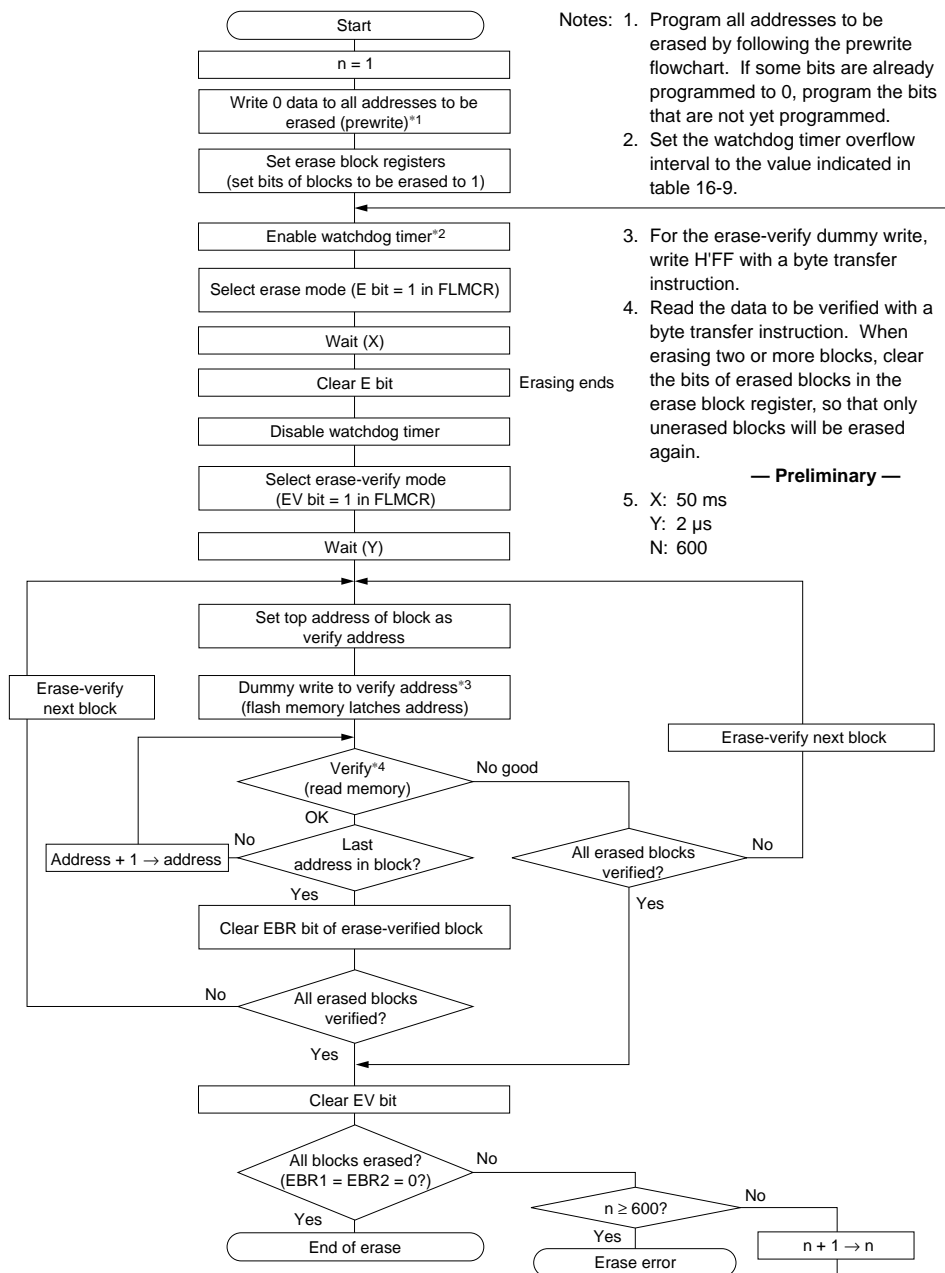 Start
n = 1
Write 0 data to all addresses to be
erased (prewrite)*1
Set erase block registers
(set bits of blocks to be erased to 1)
Enable watchdog timer*2
Select erase mode (E bit = 1 in FLMCR)
Wait (X)
Clear E bit
Erasing ends
Disable watchdog timer
Select erase-verify mode
(EV bit = 1 in FLMCR)
Wait (Y)
Set top address of block as
verify address
Erase-verify
next block
Dummy write to verify address*3
(flash memory latches address)
Erase-verify next block
Verify*4
(read memory)
No good
OK
No
Address + 1 → address
Last
address in block?
All erased blocks
verified?
No
Yes
Yes
Clear EBR bit of erase-verified block
No
All erased blocks
verified?
Yes
Clear EV bit
All blocks erased?
(EBR1 = EBR2 = 0?)
No
n ≥ 600?
No
Yes
Yes
End of erase
Erase error
n + 1 → n
Notes: 1. Program all addresses to be
erased by following the prewrite
flowchart. If some bits are already
programmed to 0, program the bits
that are not yet programmed.
2. Set the watchdog timer overflow
interval to the value indicated in
table 16-9.
3. For the erase-verify dummy write,
write H'FF with a byte transfer
instruction.
4. Read the data to be verified with a
byte transfer instruction. When
erasing two or more blocks, clear
the bits of erased blocks in the
erase block register, so that only
unerased blocks will be erased
again.
— Preliminary —
5. X: 50 ms
Y: 2 µs
N: 600